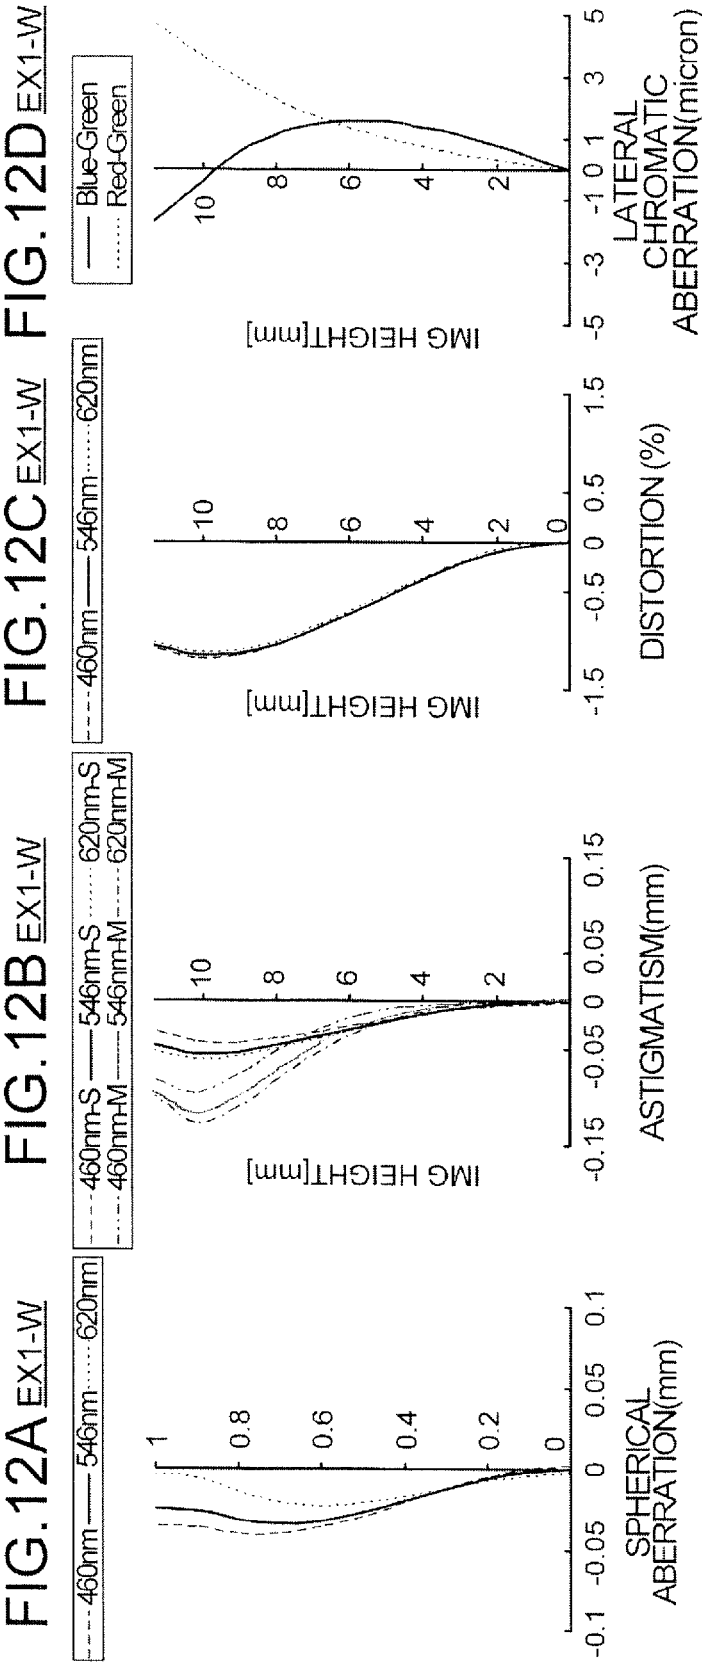 FIG.12A EX1-W
460nm 546nm 620nm
1
0.8
0.6
0.4
0.2
0
-0.1 -0.05 0 0.05 0.1
SPHERICAL
ABERRATION(mm)
FIG.12B EX1-W
460nm-S 546nm-S 620nm-S
460nm-M 546nm-M 620nm-M
IMG HEIGHT[mm]
10
8
6
4
2
-0.15 -0.05 0 0.05 0.15
ASTIGMATISM(mm)
FIG.12C EX1-W
460nm 546nm 620nm
IMG HEIGHT[mm]
10
8
6
4
2
0
-1.5 -0.5 0 0.5 1.5
DISTORTION (%)
FIG.12D EX1-W
Blue-Green
Red-Green
IMG HEIGHT[mm]
10
8
6
4
2
-5 -3 -1 0 1 3 5
LATERAL
CHROMATIC
ABERRATION(micron)